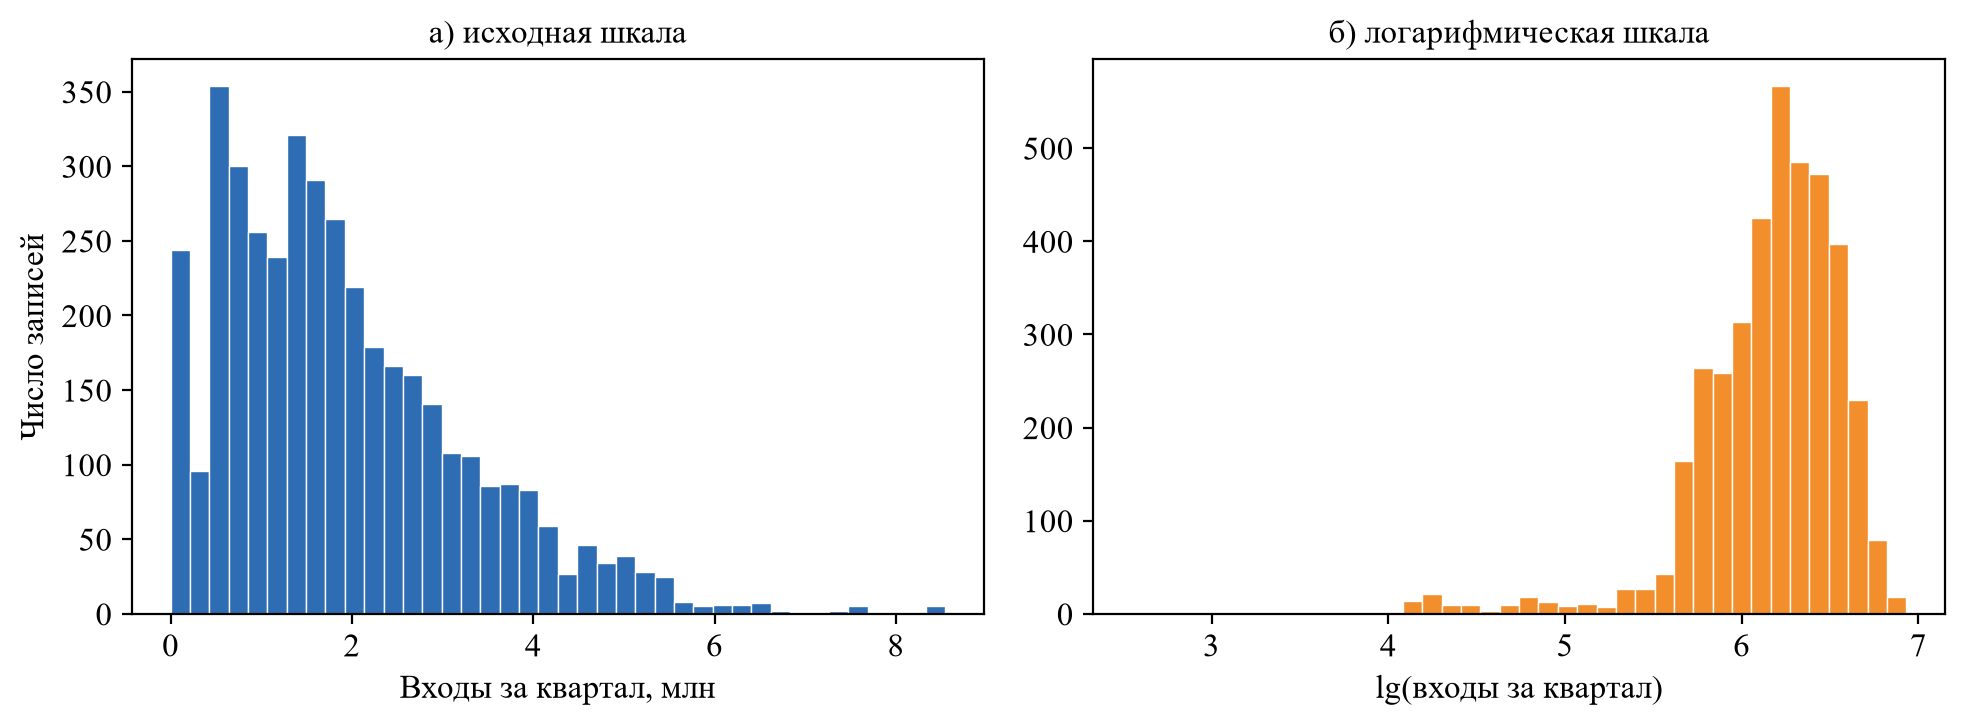 а) исходная шкала
350
300
250
200
150
100
50
0
Число записей
0 2 4 6 8
Входы за квартал, млн
б) логарифмическая шкала
500
400
300
200
100
0
3 4 5 6 7
lg(входы за квартал)